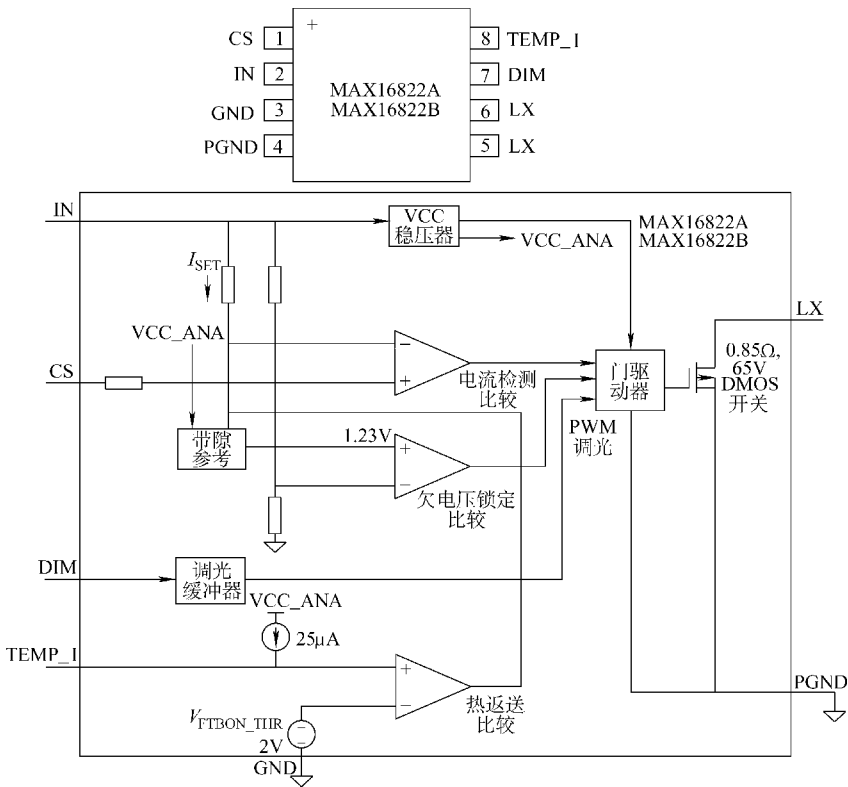 +
CS 1
8 TEMP_I
IN 2
7 DIM
MAX16822A
MAX16822B
GND 3
6 LX
PGND 4
5 LX
IN
VCC
稳压器
VCC_ANA
MAX16822A
MAX16822B
I_SET
VCC_ANA
LX
CS
−
+
电流检测
比较
门驱
动器
0.85Ω,
65V
DMOS
开关
带隙
参考
1.23V
+
−
PWM
调光
欠电压锁定
比较
DIM
调光
缓冲器
VCC_ANA
25μA
TEMP_I
+
−
热返送
比较
PGND
V_FTBON_THR
2V
GND